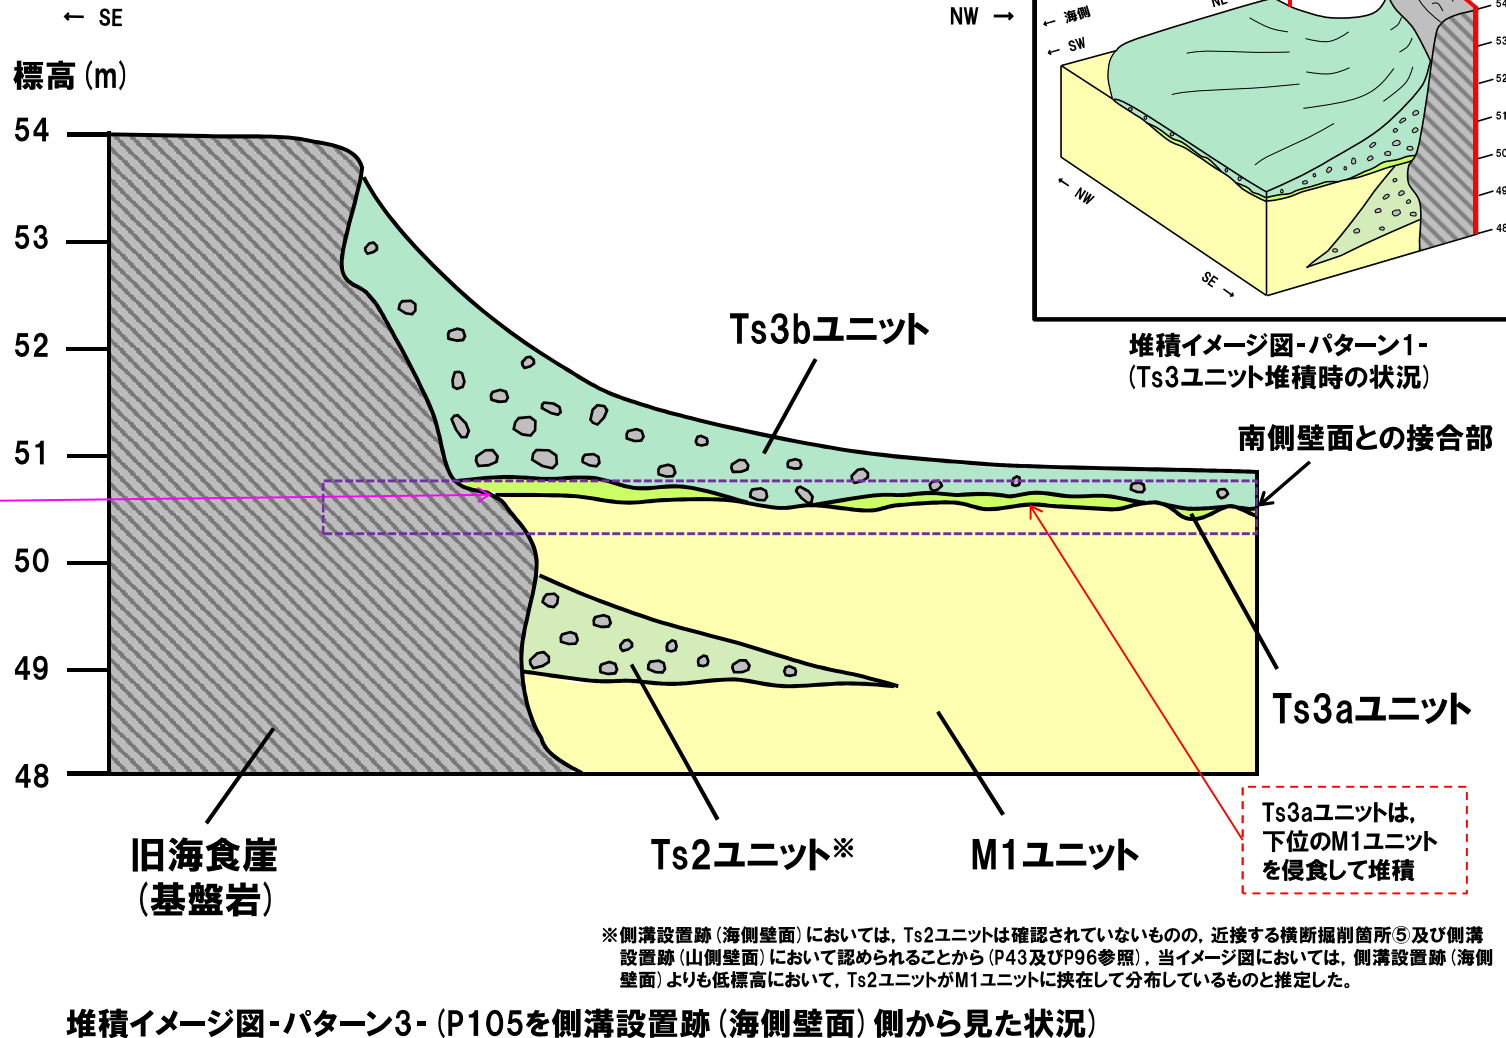 ← SE
NW →
標高(m)
54
53
52
51
50
49
48
← 海側
← SW
← NW
SE →
54
53
52
51
50
49
48
堆積イメージ図-パターン1-
(Ts3ユニット堆積時の状況)
Ts3bユニット
南側壁面との接合部
Ts3aユニット
Ts3aユニットは,
下位のM1ユニット
を侵食して堆積
旧海食崖
(基盤岩)
Ts2ユニット※
M1ユニット
※側溝設置跡(海側壁面)においては,Ts2ユニットは確認されていないものの,近接する横断掘削箇所⑤及び側溝
設置跡(山側壁面)において認められることから(P43及びP96参照),当イメージ図においては,側溝設置跡(海側
壁面)よりも低標高において,Ts2ユニットがM1ユニットに挟在して分布しているものと推定した。
堆積イメージ図-パターン3-(P105を側溝設置跡(海側壁面)側から見た状況)